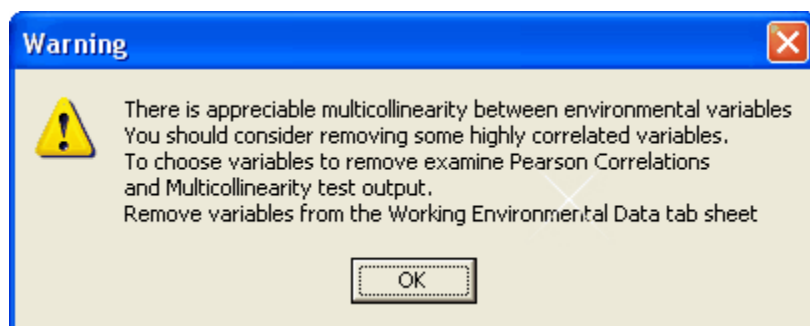 Warning
There is appreciable multicollinearity between environmental variables
You should consider removing some highly correlated variables.
To choose variables to remove examine Pearson Correlations
and Multicollinearity test output.
Remove variables from the Working Environmental Data tab sheet
OK